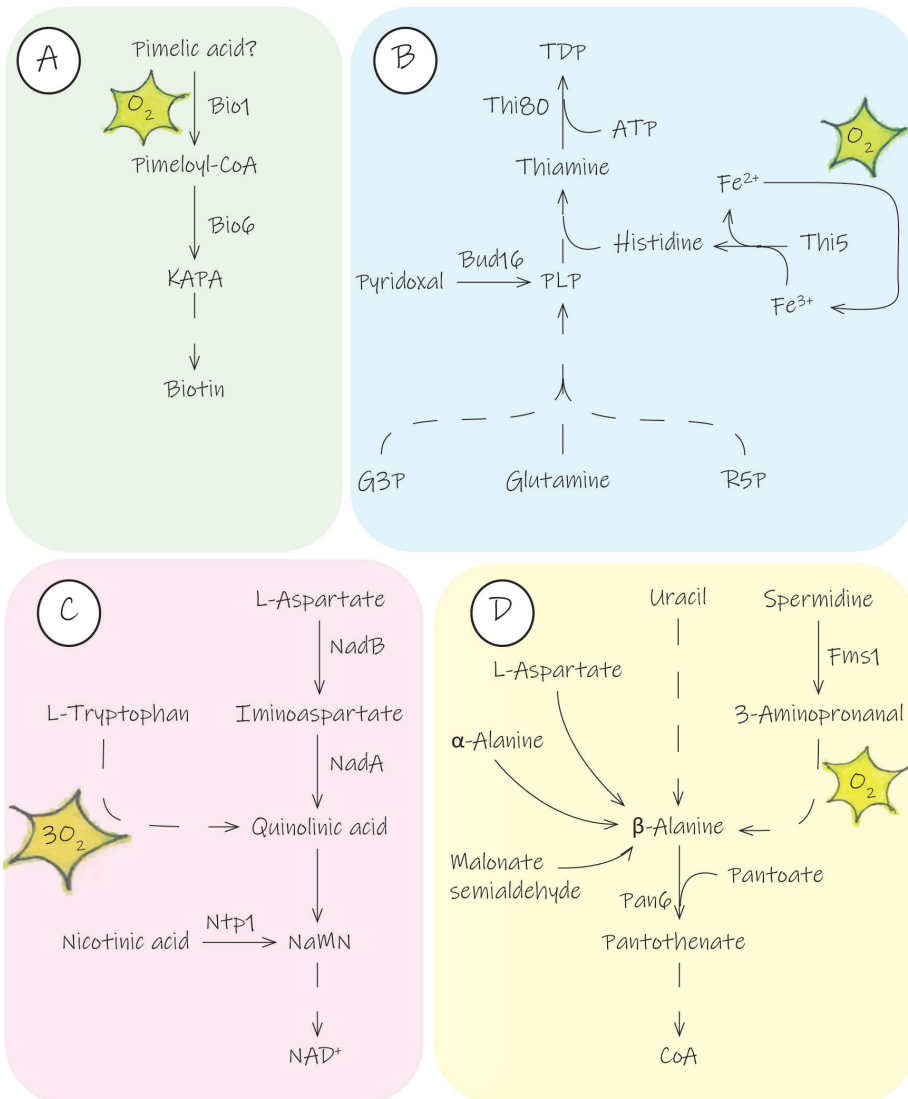 A
Pimelic acid?
O2
Bio1
Pimeloyl-CoA
Bio6
KAPA
Biotin
B
TDP
Thi80
ATP
O2
Thiamine
Fe2+
Histidine
Thi5
Bud16
Pyridoxal
PLP
Fe3+
G3P
Glutamine
R5P
C
L-Aspartate
NadB
L-Tryptophan
Iminoaspartate
NadA
3O2
Quinolinic acid
Ntp1
Nicotinic acid
NaMN
NAD+
D
Uracil
Spermidine
Fms1
L-Aspartate
3-Aminopronanal
α-Alanine
O2
β-Alanine
Malonate
semialdehyde
Pantoate
Pan6
Pantothenate
CoA